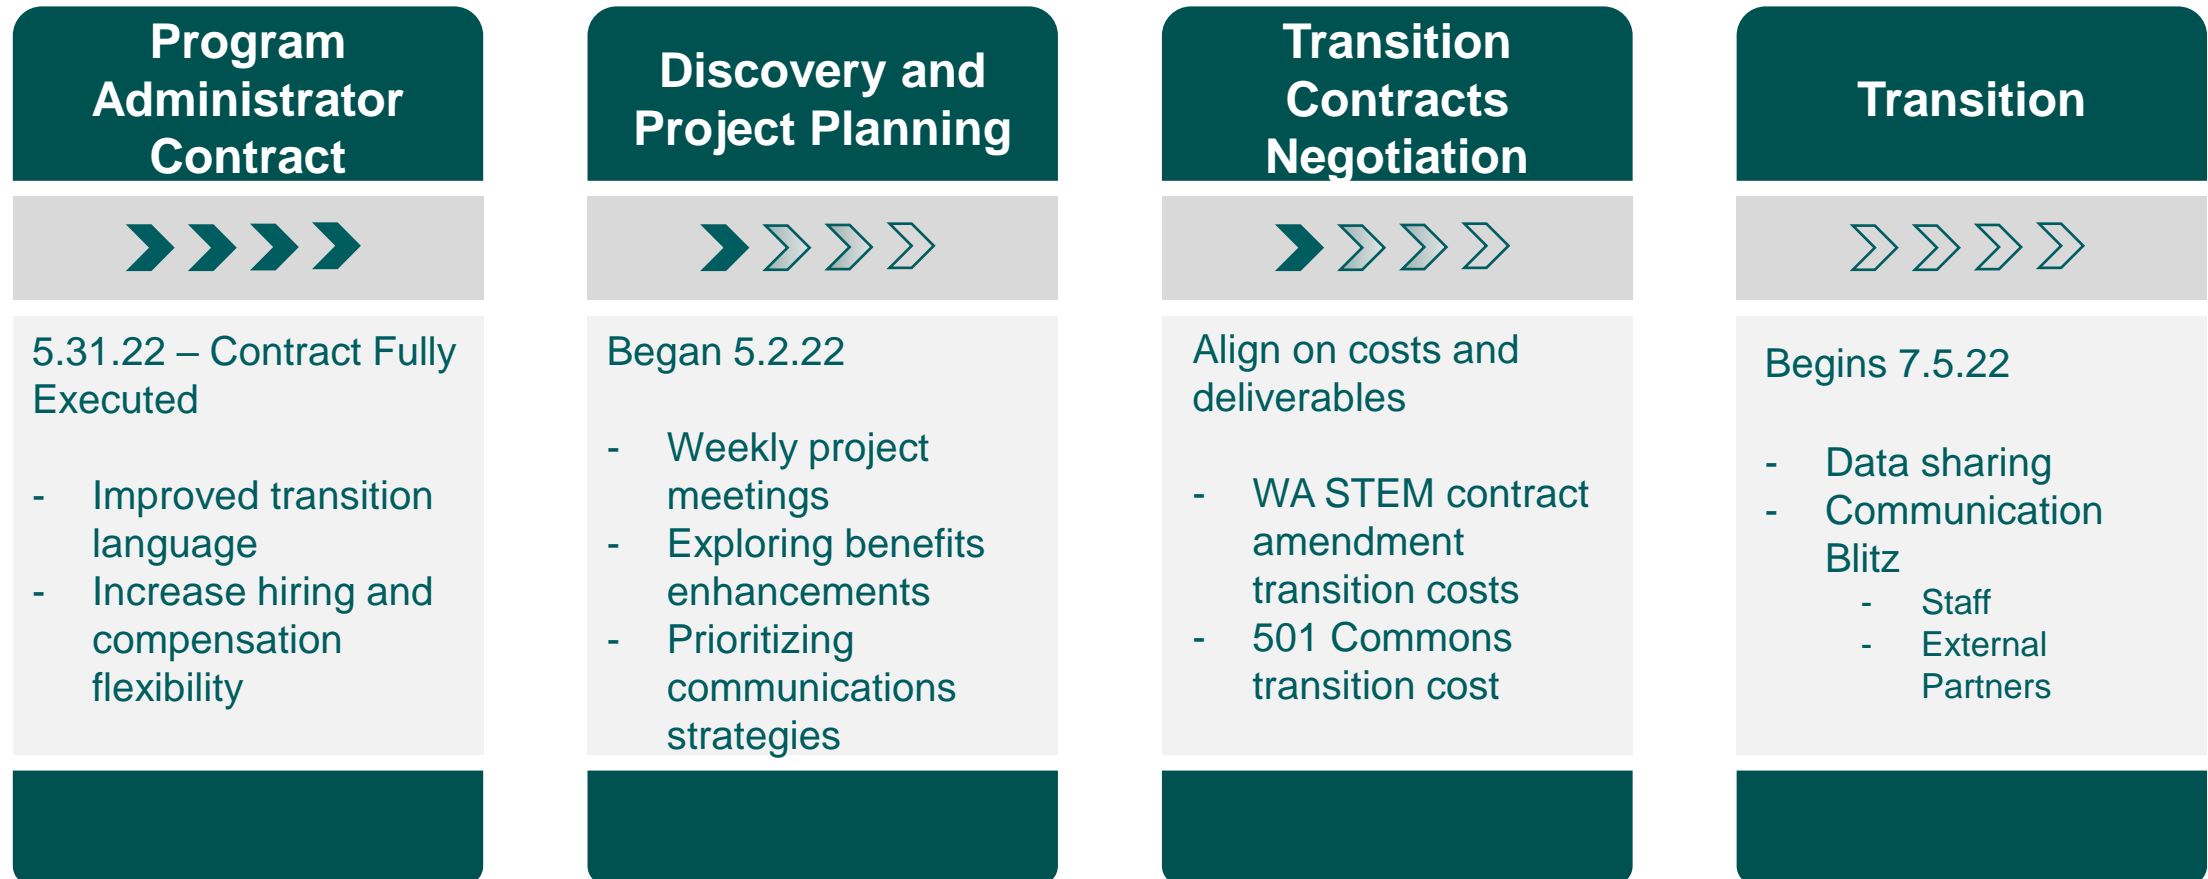 Program
Administrator
Contract
5.31.22 – Contract Fully
Executed
- Improved transition
language
- Increase hiring and
compensation
flexibility
Discovery and
Project Planning
Began 5.2.22
- Weekly project
meetings
- Exploring benefits
enhancements
- Prioritizing
communications
strategies
Transition
Contracts
Negotiation
Align on costs and
deliverables
- WA STEM contract
amendment
transition costs
- 501 Commons
transition cost
Transition
Begins 7.5.22
- Data sharing
- Communication
Blitz
- Staff
- External
Partners